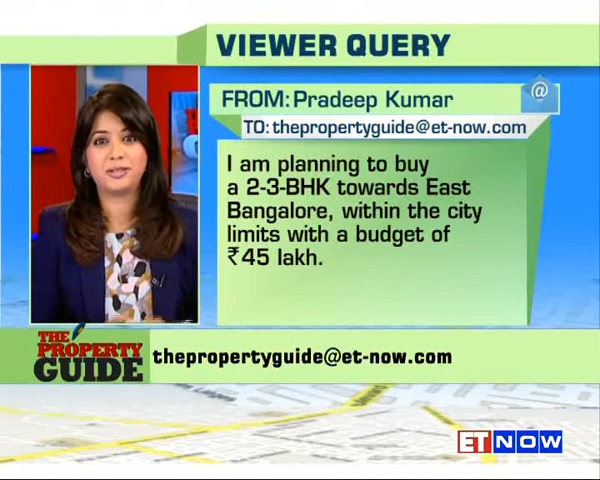 VIEWER QUERY
FROM: Pradeep Kumar
@
TO: thepropertyguide@et-now.com
I am planning to buy
a 2-3-BHK towards East
Bangalore, within the city
limits with a budget of
₹45 lakh.
THE
PROPERTY
GUIDE
thepropertyguide@et-now.com
ET NOW